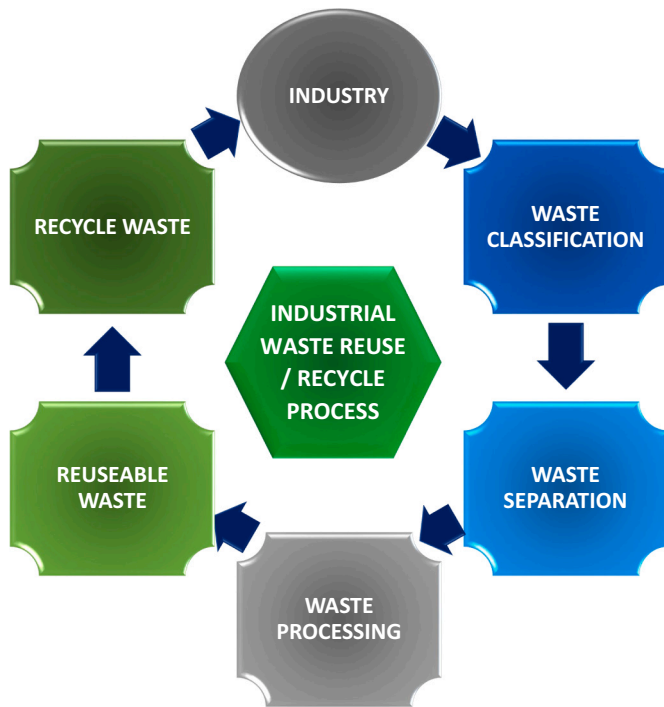 INDUSTRY
WASTE
CLASSIFICATION
WASTE
SEPARATION
WASTE
PROCESSING
REUSEABLE
WASTE
RECYCLE WASTE
INDUSTRIAL
WASTE REUSE
/ RECYCLE
PROCESS